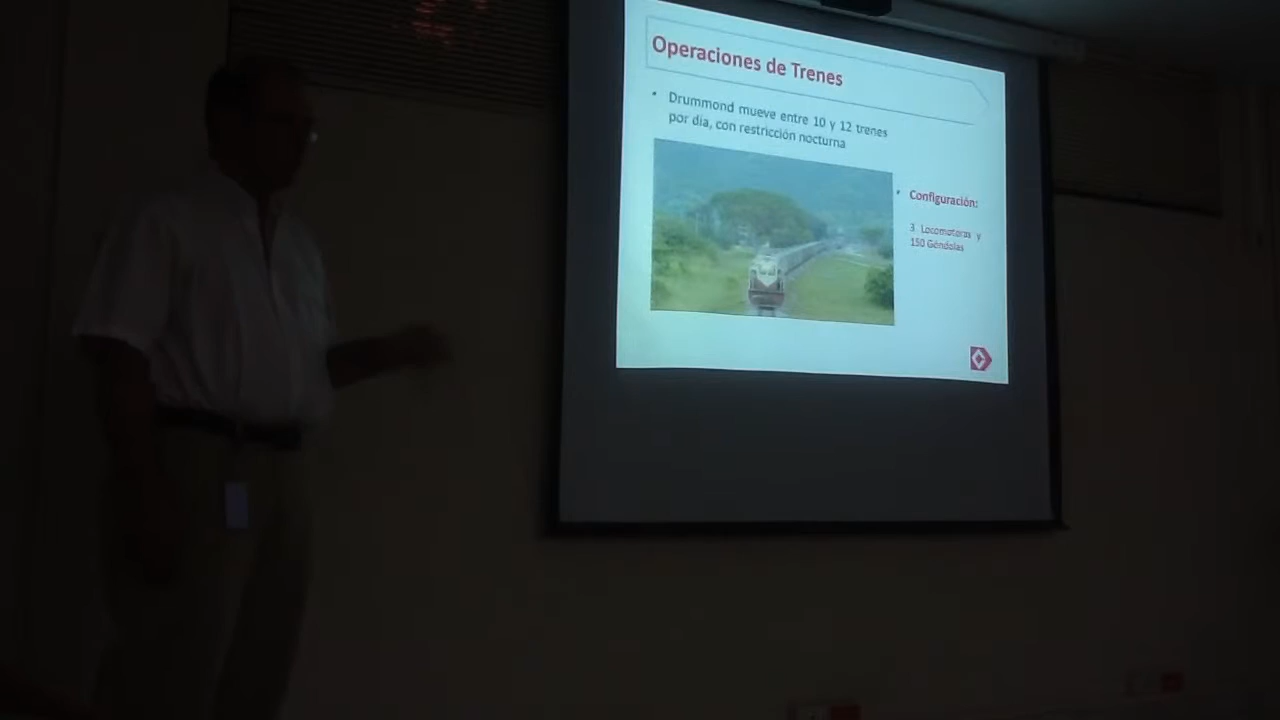 Operaciones de Trenes
• Drummond mueve entre 10 y 12 trenes
por día, con restricción nocturna
• Configuración:
3 Locomotoras y
150 Góndolas